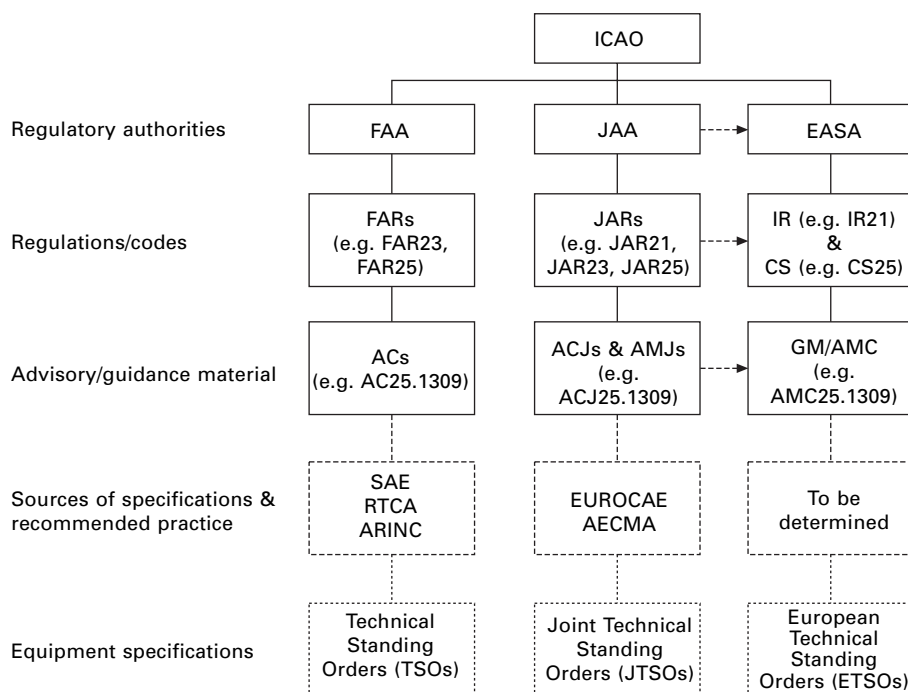 ICAO
Regulatory authorities
FAA
JAA
EASA
Regulations/codes
FARs
(e.g. FAR23,
FAR25)
JARs
(e.g. JAR21,
JAR23, JAR25)
IR (e.g. IR21)
&
CS (e.g. CS25)
Advisory/guidance material
ACs
(e.g. AC25.1309)
ACJs & AMJs
(e.g.
ACJ25.1309)
GM/AMC
(e.g.
AMC25.1309)
Sources of specifications &
recommended practice
SAE
RTCA
ARINC
EUROCAE
AECMA
To be
determined
Equipment specifications
Technical
Standing
Orders (TSOs)
Joint Technical
Standing
Orders (JTSOs)
European
Technical
Standing
Orders (ETSOs)